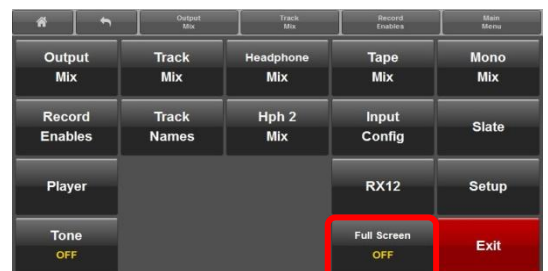 Output Track Record Main
Mix Mix Enables Menu
Output Track Headphone Tape Mono
Mix Mix Mix Mix Mix
Record Track Hph 2 Input Slate
Enables Names Mix Config
Player RX12 Setup
Tone Full Screen Exit
OFF OFF